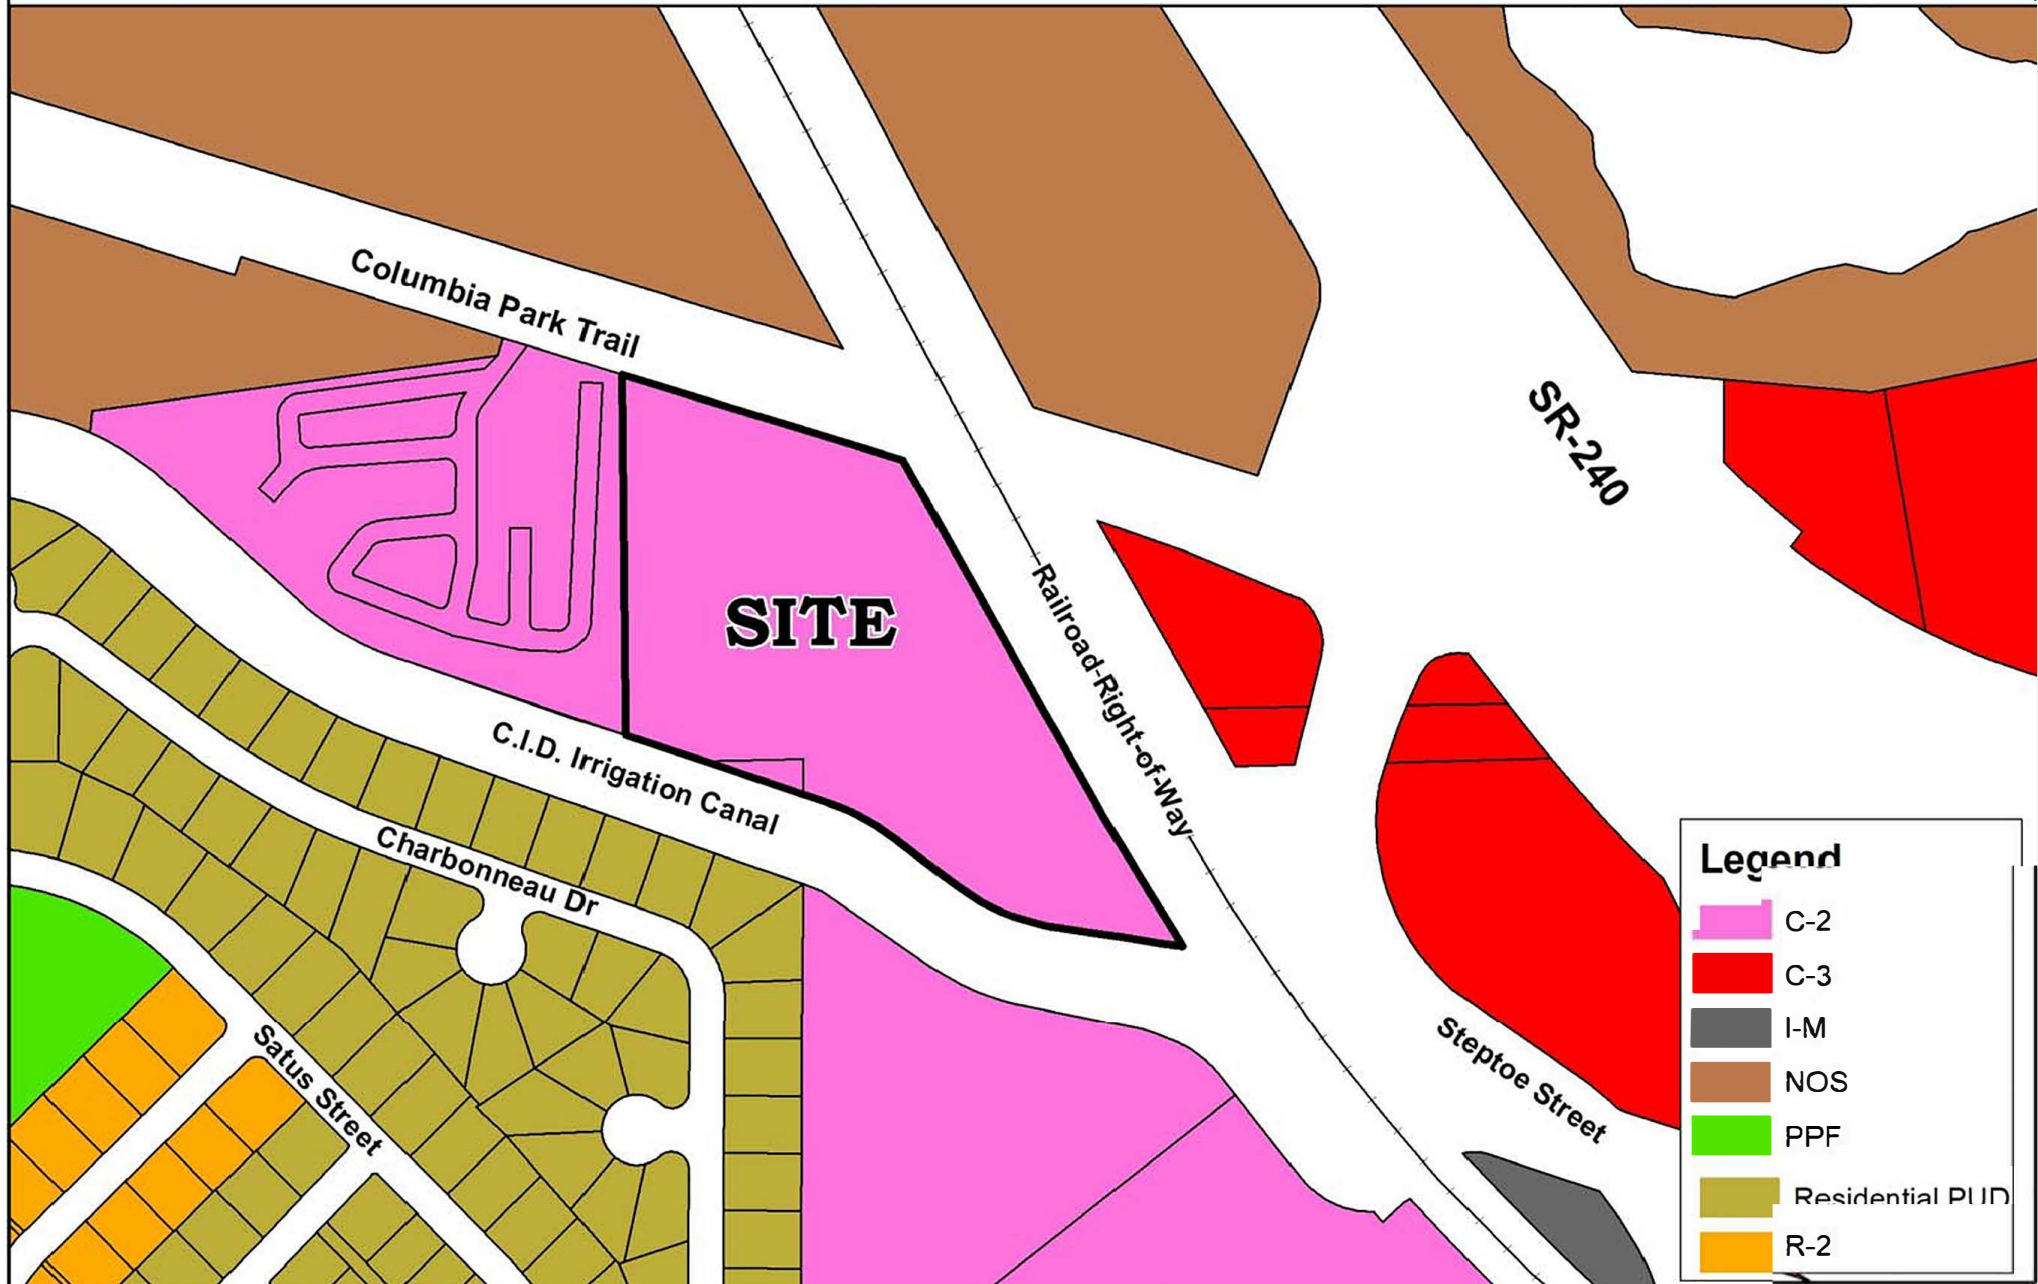 Columbia Park Trail
SR-240
SITE
Railroad-Right-of-Way
C.I.D. Irrigation Canal
Charbonneau Dr
Satus Street
Steptoe Street
Legend
C-2
C-3
I-M
NOS
PPF
Residential PUD
R-2